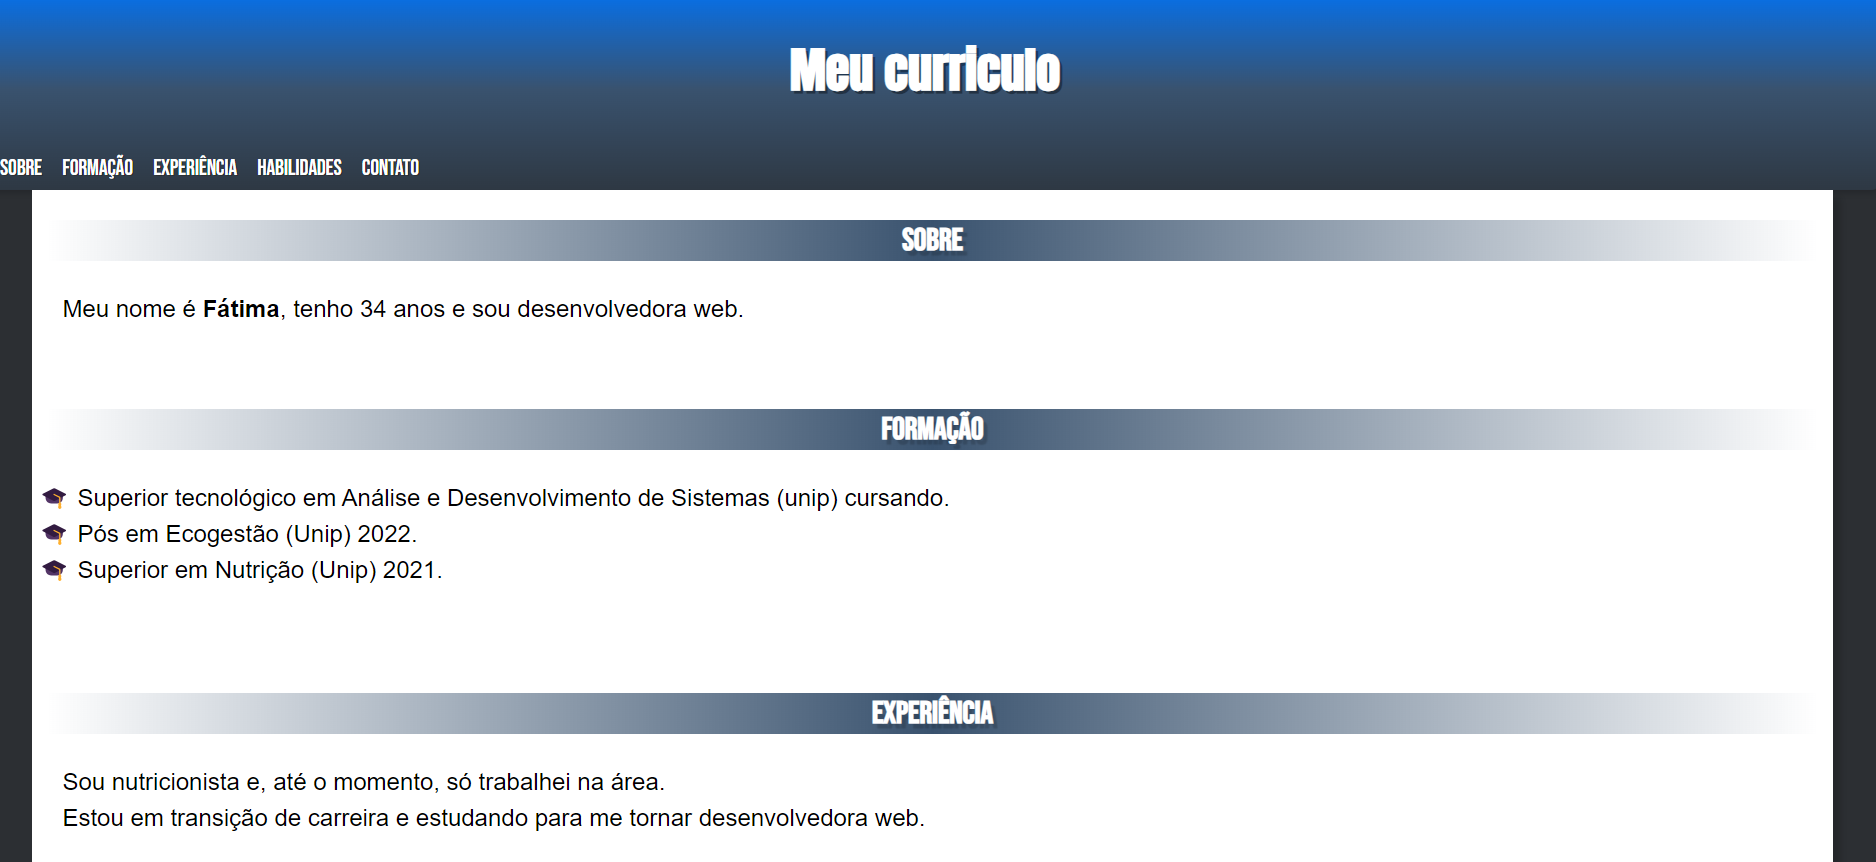 Meu curriculo
SOBRE FORMAÇÃO EXPERIÊNCIA HABILIDADES CONTATO
SOBRE
Meu nome é Fátima, tenho 34 anos e sou desenvolvedora web.
FORMAÇÃO
Superior tecnológico em Análise e Desenvolvimento de Sistemas (unip) cursando.
Pós em Ecogestão (Unip) 2022.
Superior em Nutrição (Unip) 2021.
EXPERIÊNCIA
Sou nutricionista e, até o momento, só trabalhei na área.
Estou em transição de carreira e estudando para me tornar desenvolvedora web.